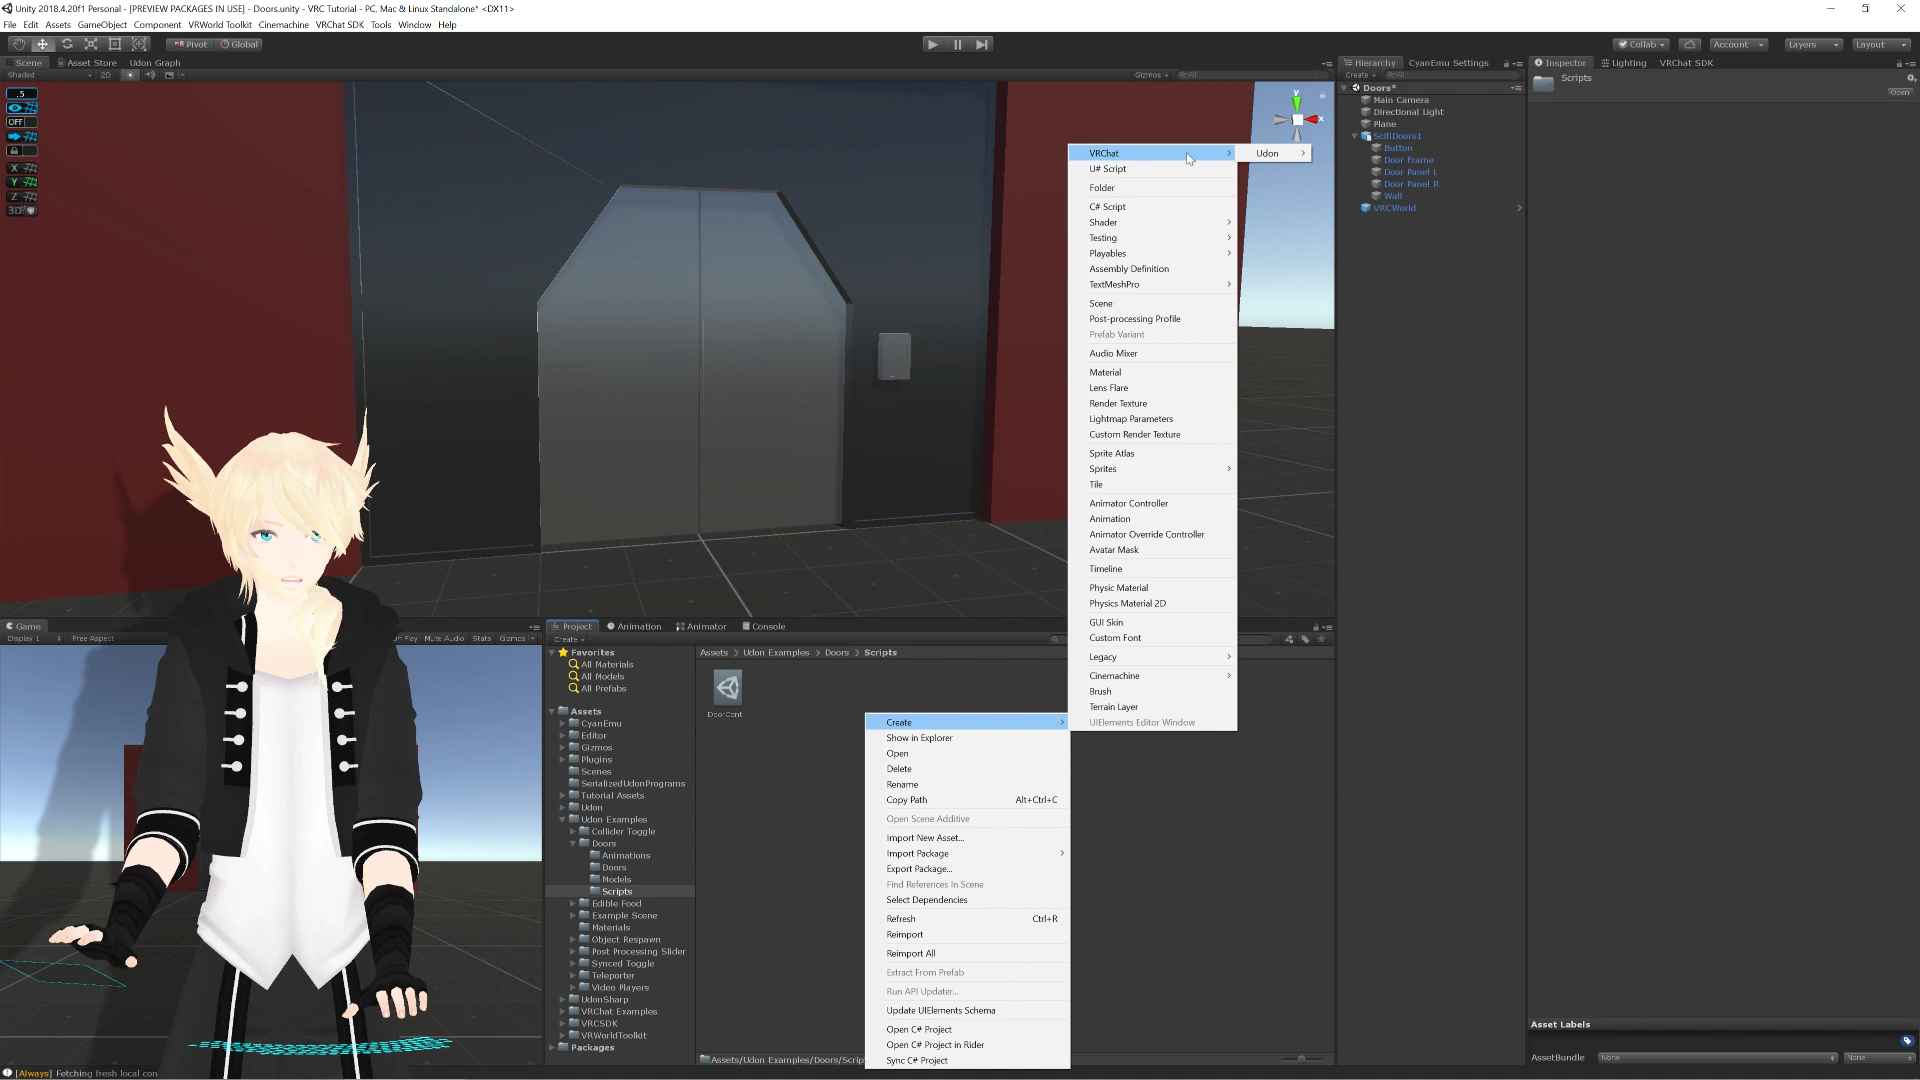 Unity 2018.4.20f1 Personal - [PREVIEW PACKAGES IN USE] - Doors.unity - VRC Tutorial - PC, Mac & Linux Standalone* <DX11>
File Edit Assets GameObject Component VRWorld Toolkit Cinemachine VRChat SDK Tools Window Help
Pivot Global
Collab Account Layers Layout
Scene Asset Store Udon Graph
Shaded 2D
Gizmos
All
.5
OFF
X
Y
Z
3D
y
x
Hierarchy CyanEmu Settings
Create
All
Doors*
Main Camera
Directional Light
Plane
ScifiDoors1
Button
Door Frame
Door Panel L
Door Panel R
Wall
VRCWorld
Inspector Lighting VRChat SDK
Scripts
Open
VRChat
Udon
U# Script
Folder
C# Script
Shader
Testing
Playables
Assembly Definition
TextMeshPro
Scene
Post-processing Profile
Prefab Variant
Audio Mixer
Material
Lens Flare
Render Texture
Lightmap Parameters
Custom Render Texture
Sprite Atlas
Sprites
Tile
Animator Controller
Animation
Animator Override Controller
Avatar Mask
Timeline
Physic Material
Physics Material 2D
GUI Skin
Custom Font
Legacy
Cinemachine
Brush
Terrain Layer
UIElements Editor Window
Game
Display 1 Free Aspect
Play Mute Audio Stats Gizmos
Project Animation Animator Console
Create
Favorites
All Materials
All Models
All Prefabs
Assets
CyanEmu
Editor
Gizmos
Plugins
Scenes
SerializedUdonPrograms
Tutorial Assets
Udon
Udon Examples
Collider Toggle
Doors
Animations
Doors
Models
Scripts
Edible Food
Example Scene
Materials
Object Respawn
Post Processing Slider
Synced Toggle
Teleporter
Video Players
UdonSharp
VRChat Examples
VRCSDK
VRWorldToolkit
Packages
Assets > Udon Examples > Doors > Scripts
DoorCont
Create
Show in Explorer
Open
Delete
Rename
Copy Path Alt+Ctrl+C
Open Scene Additive
Import New Asset...
Import Package
Export Package...
Find References In Scene
Select Dependencies
Refresh Ctrl+R
Reimport
Reimport All
Extract From Prefab
Run API Updater...
Update UIElements Schema
Open C# Project
Open C# Project in Rider
Sync C# Project
Assets/Udon Examples/Doors/Scrip
Asset Labels
AssetBundle None None
[Always] Fetching fresh local con